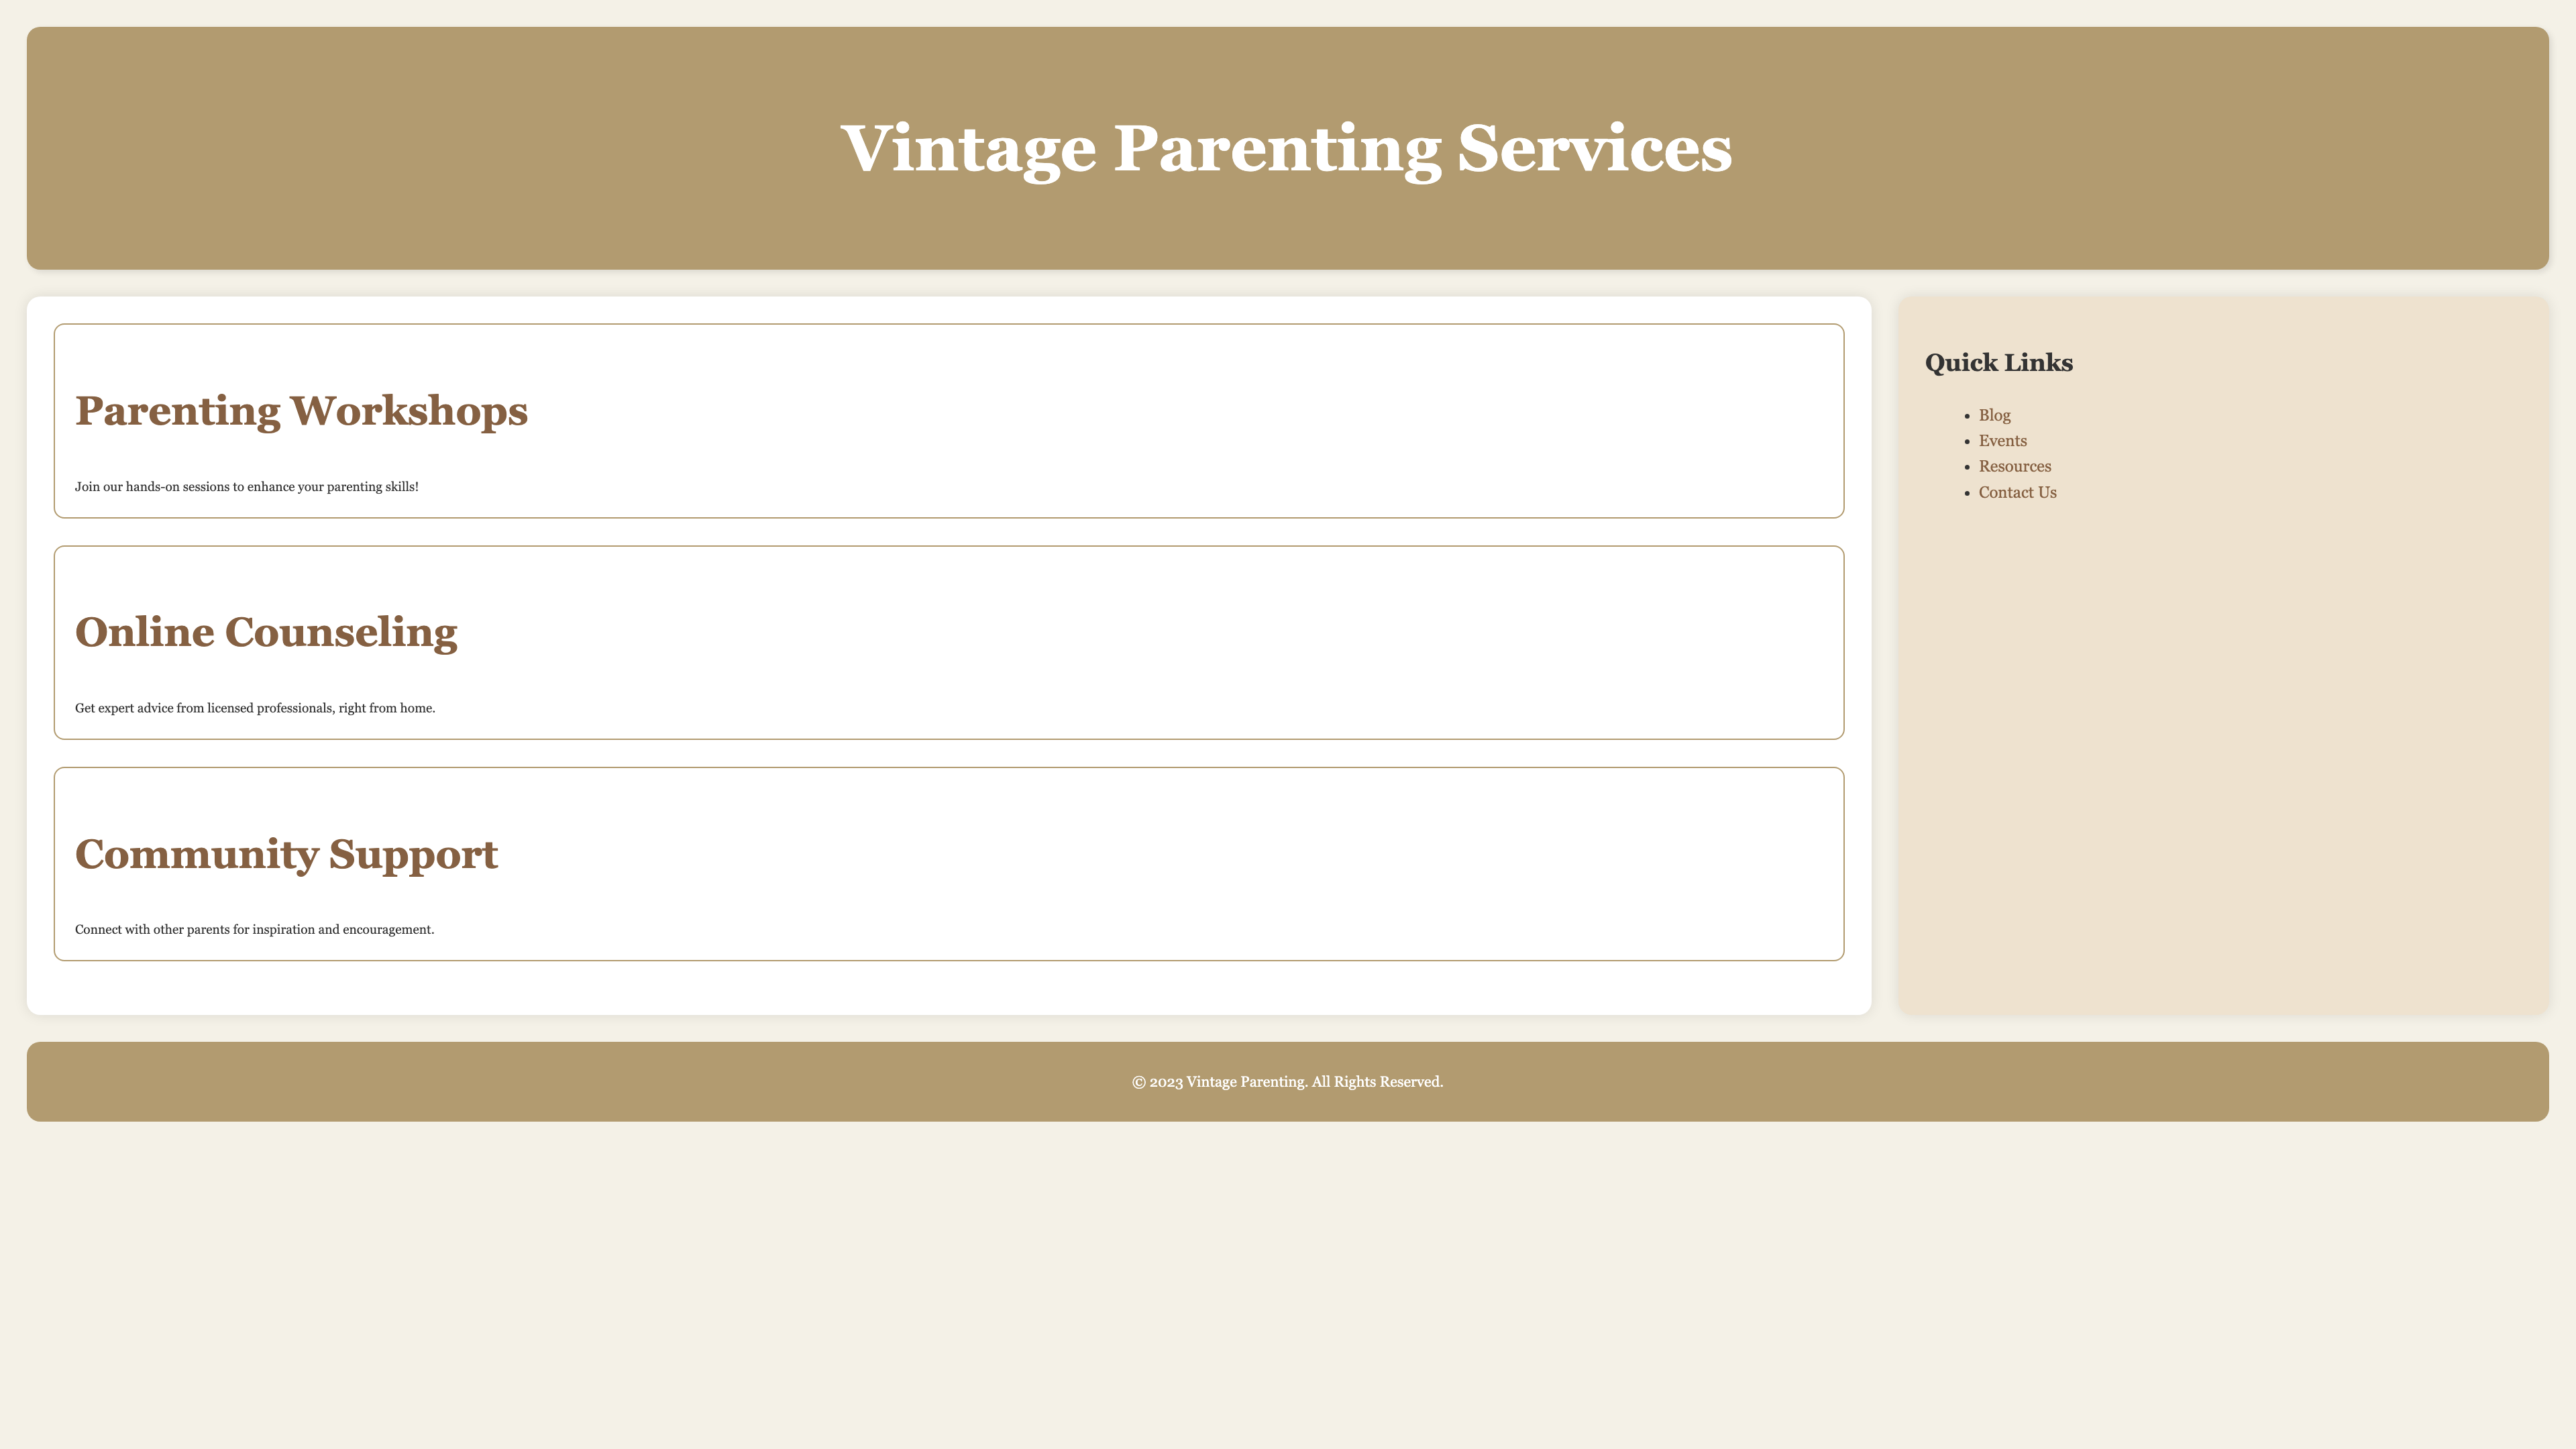 Vintage Parenting Services
Parenting Workshops
Join our hands-on sessions to enhance your parenting skills!
Online Counseling
Get expert advice from licensed professionals, right from home.
Community Support
Connect with other parents for inspiration and encouragement.
Quick Links
Blog
Events
Resources
Contact Us
© 2023 Vintage Parenting. All Rights Reserved.